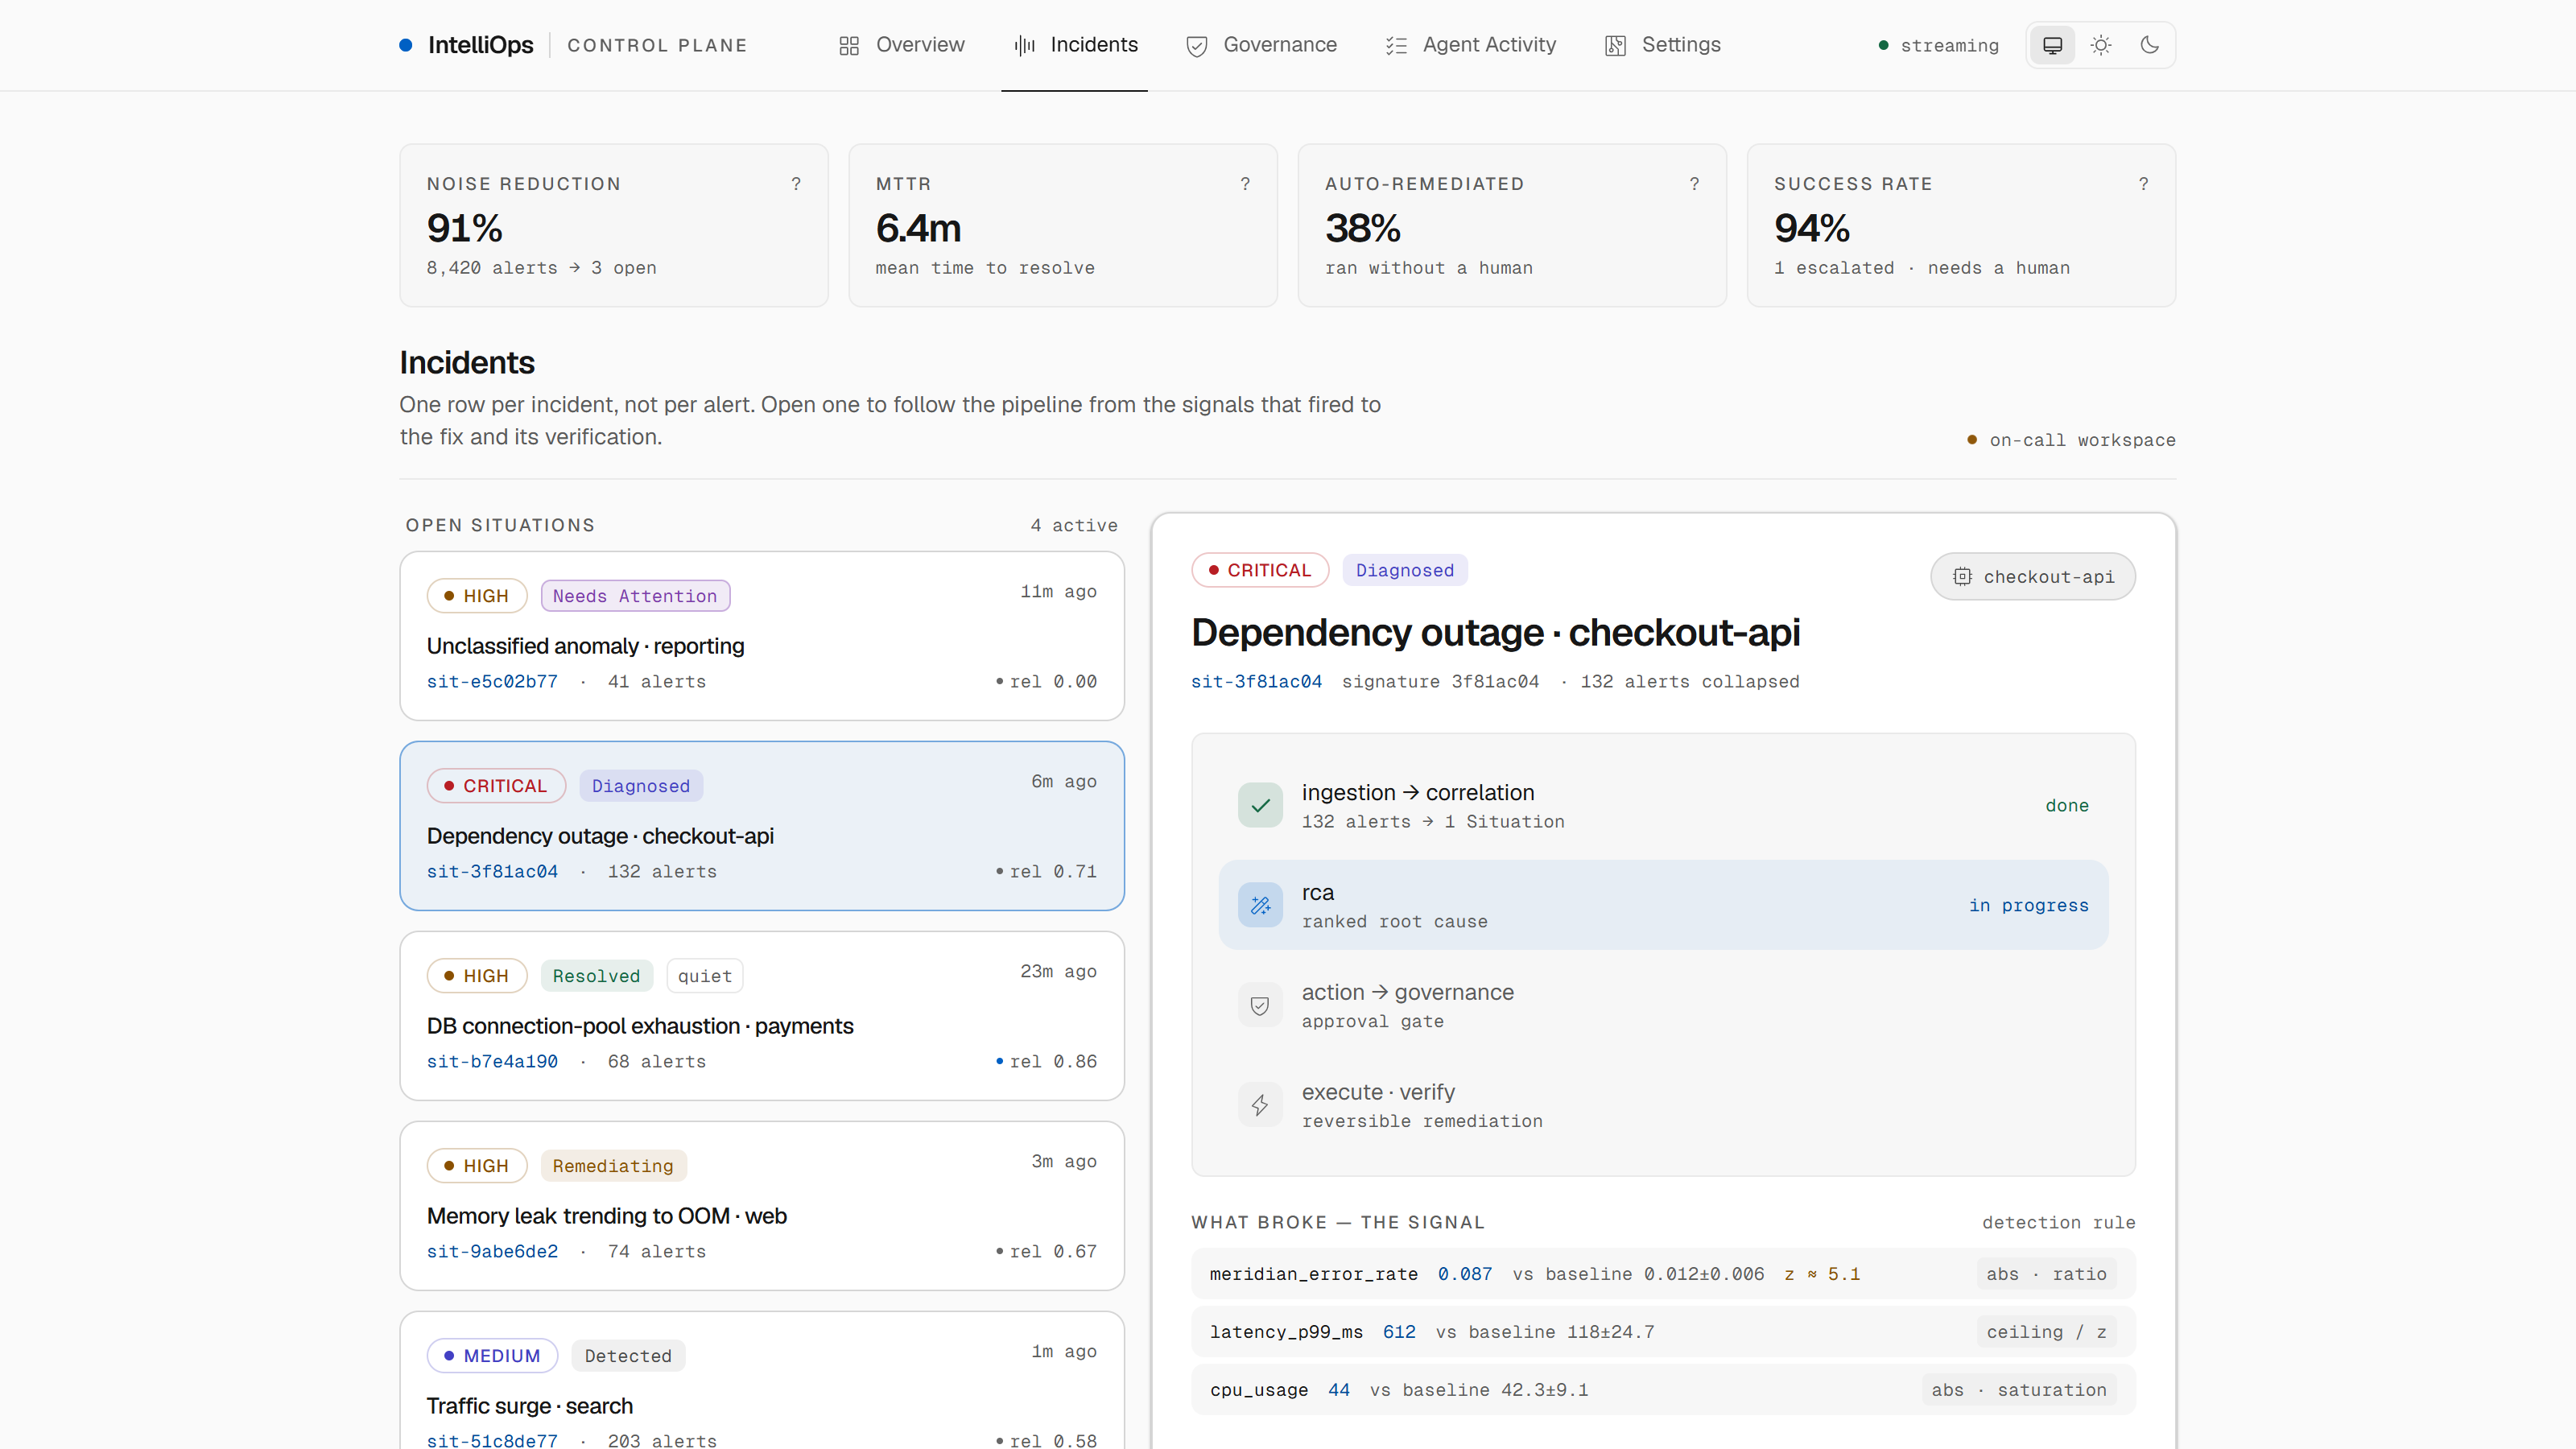 IntelliOps | CONTROL PLANE
Overview
Incidents
Governance
Agent Activity
Settings
streaming
NOISE REDUCTION ?
91%
8,420 alerts → 3 open
MTTR ?
6.4m
mean time to resolve
AUTO-REMEDIATED ?
38%
ran without a human
SUCCESS RATE ?
94%
1 escalated · needs a human
Incidents
One row per incident, not per alert. Open one to follow the pipeline from the signals that fired to
the fix and its verification.
on-call workspace
OPEN SITUATIONS 4 active
HIGH Needs Attention 11m ago
Unclassified anomaly · reporting
sit-e5c02b77 · 41 alerts rel 0.00
CRITICAL Diagnosed 6m ago
Dependency outage · checkout-api
sit-3f81ac04 · 132 alerts rel 0.71
HIGH Resolved quiet 23m ago
DB connection-pool exhaustion · payments
sit-b7e4a190 · 68 alerts rel 0.86
HIGH Remediating 3m ago
Memory leak trending to OOM · web
sit-9abe6de2 · 74 alerts rel 0.67
MEDIUM Detected 1m ago
Traffic surge · search
sit-51c8de77 · 203 alerts rel 0.58
CRITICAL Diagnosed checkout-api
Dependency outage · checkout-api
sit-3f81ac04 signature 3f81ac04 · 132 alerts collapsed
ingestion → correlation
132 alerts → 1 Situation
done
rca
ranked root cause
in progress
action → governance
approval gate
execute · verify
reversible remediation
WHAT BROKE — THE SIGNAL detection rule
meridian_error_rate 0.087 vs baseline 0.012±0.006 z ≈ 5.1 abs · ratio
latency_p99_ms 612 vs baseline 118±24.7 ceiling / z
cpu_usage 44 vs baseline 42.3±9.1 abs · saturation